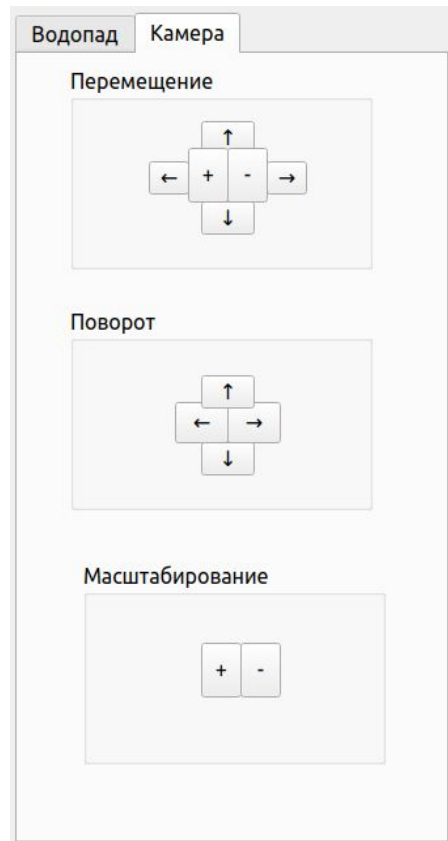 Водопад Камера
Перемещение
↑
← + - →
↓
Поворот
↑
← →
↓
Масштабирование
+ -